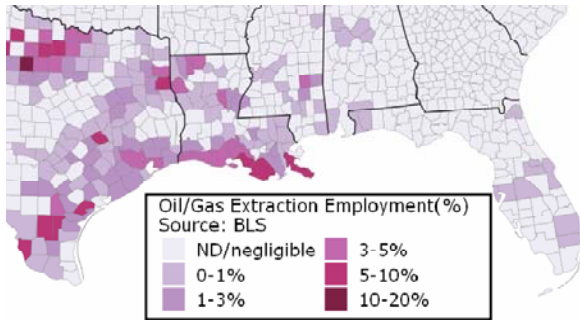 Oil/Gas Extraction Employment(%)
Source: BLS
ND/negligible
0-1%
1-3%
3-5%
5-10%
10-20%